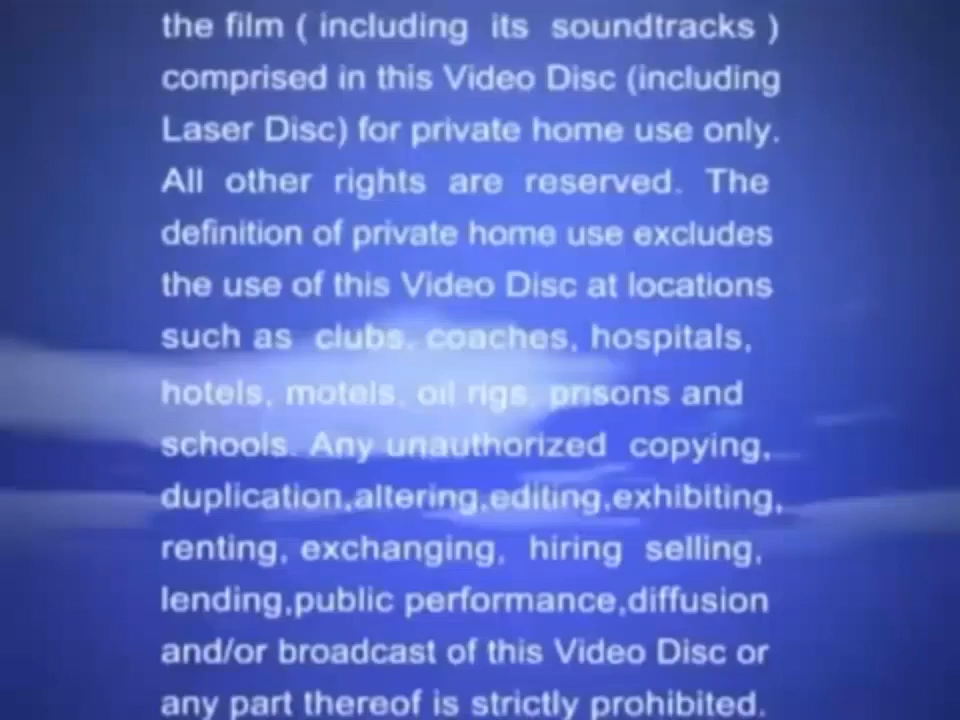 the film ( including its soundtracks )
comprised in this Video Disc (including
Laser Disc) for private home use only.
All other rights are reserved. The
definition of private home use excludes
the use of this Video Disc at locations
such as clubs, coaches, hospitals,
hotels, motels, oil rigs, prisons and
schools. Any unauthorized copying,
duplication,altering,editing,exhibiting,
renting, exchanging, hiring selling,
lending,public performance,diffusion
and/or broadcast of this Video Disc or
any part thereof is strictly prohibited.